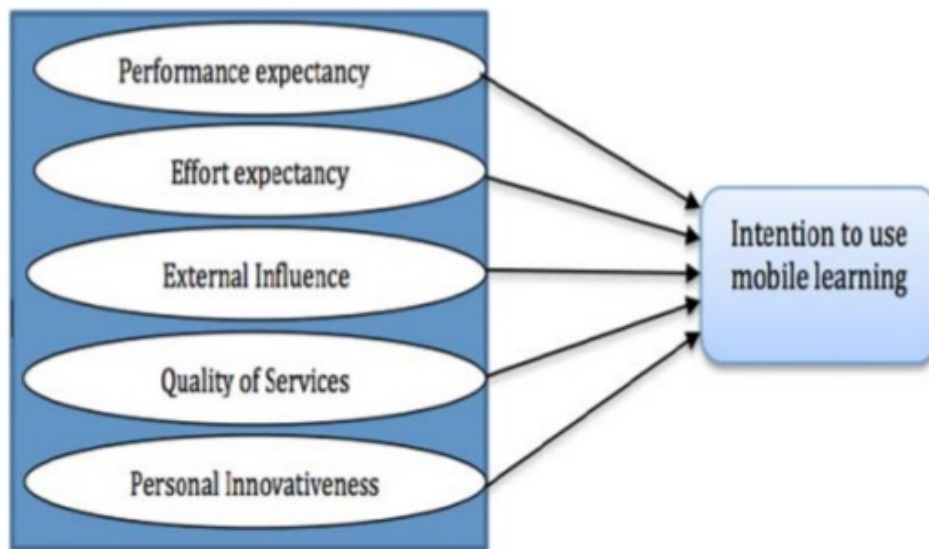 Performance expectancy
Effort expectancy
External Influence
Quality of Services
Personal Innovativeness
Intention to use
mobile learning